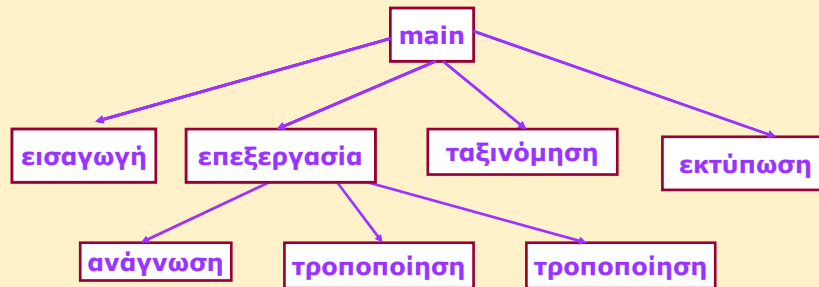 main
εισαγωγή
επεξεργασία
ταξινόμηση
εκτύπωση
ανάγνωση
τροποποίηση
τροποποίηση